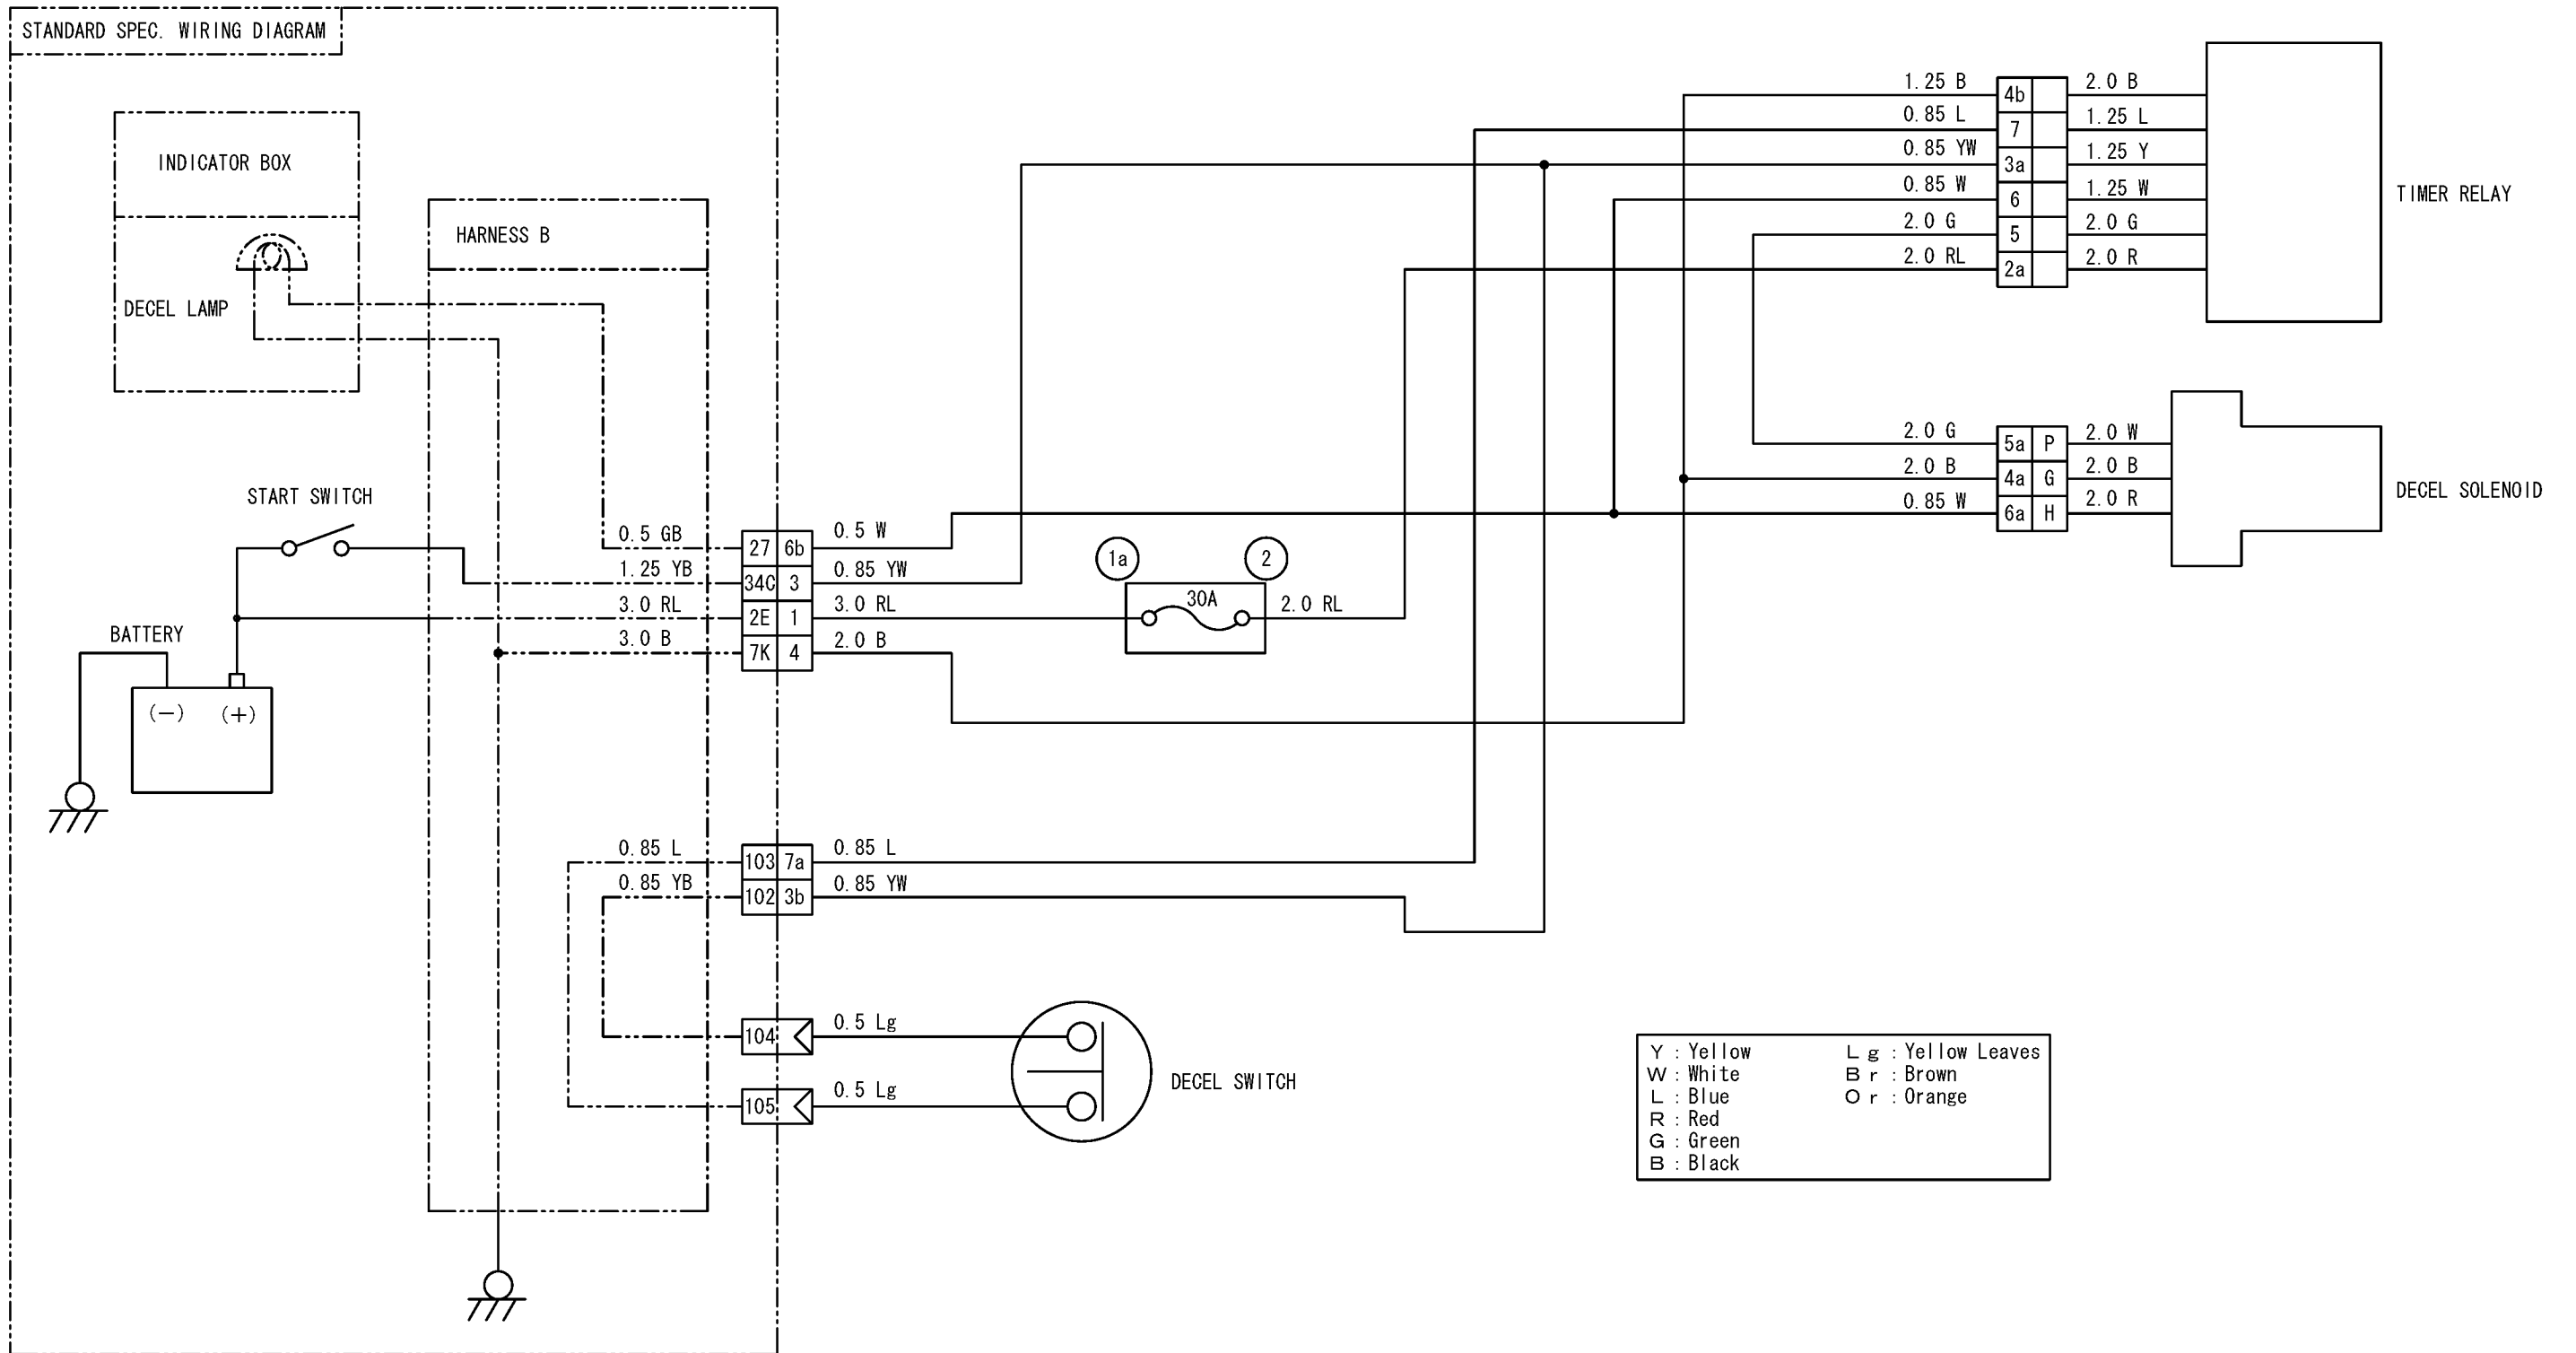 STANDARD SPEC. WIRING DIAGRAM
INDICATOR BOX
DECEL LAMP
HARNESS B
START SWITCH
BATTERY
(−) (+)
0.5 GB
27 6b
0.5 W
1.25 YB
34C 3
0.85 YW
3.0 RL
2E 1
3.0 RL
3.0 B
7K 4
2.0 B
1a
2
30A
2.0 RL
0.85 L
103 7a
0.85 L
0.85 YB
102 3b
0.85 YW
104
0.5 Lg
105
0.5 Lg
DECEL SWITCH
1.25 B
4b
2.0 B
0.85 L
7
1.25 L
0.85 YW
3a
1.25 Y
0.85 W
6
1.25 W
2.0 G
5
2.0 G
2.0 RL
2a
2.0 R
TIMER RELAY
2.0 G
5a P
2.0 W
2.0 B
4a G
2.0 B
0.85 W
6a H
2.0 R
DECEL SOLENOID
Y : Yellow
W : White
L : Blue
R : Red
G : Green
B : Black
Lg : Yellow Leaves
Br : Brown
Or : Orange